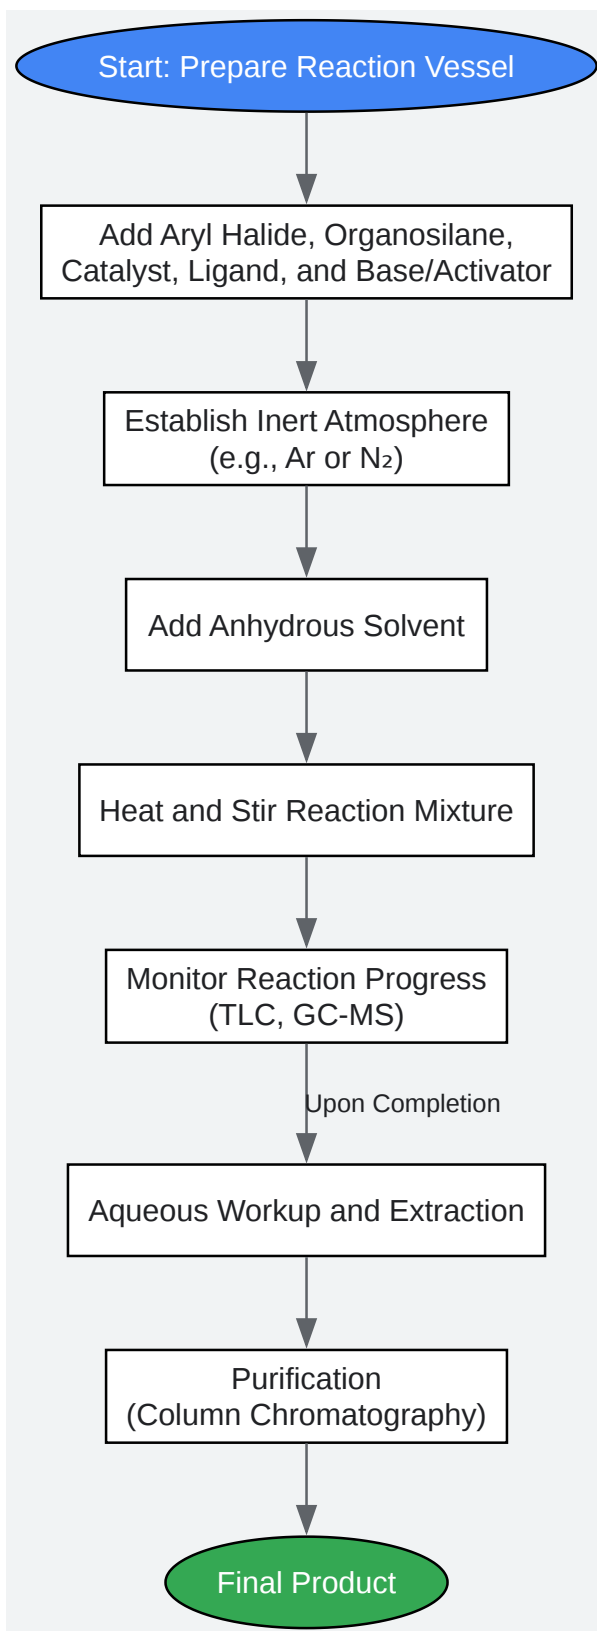 Start: Prepare Reaction Vessel
Add Aryl Halide, Organosilane,
Catalyst, Ligand, and Base/Activator
Establish Inert Atmosphere
(e.g., Ar or N₂)
Add Anhydrous Solvent
Heat and Stir Reaction Mixture
Monitor Reaction Progress
(TLC, GC-MS)
Upon Completion
Aqueous Workup and Extraction
Purification
(Column Chromatography)
Final Product